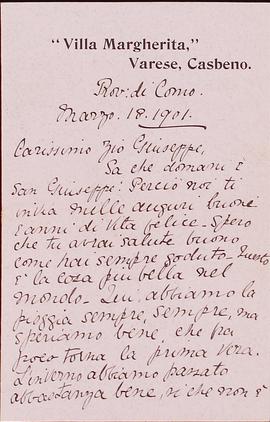 "Villa Margherita,"
Varese, Casbeno.
Prov: di Como.
Marzo. 18. 1901.
Carissimo Zio Giuseppe,
Sa che domani è
San Giuseppe: Perciò noi ti
mille auguri buoni
e anni di vita felice - spero
che tu avrai salute buono
come hai sempre goduto - Questo
è la cosa più bella nel
mondo - Qui, abbiamo la
pioggia sempre, sempre, ma
speriamo bene, che fra
poco torna la prima vera.
L'inverno abbiamo passato
abbastanza bene, si che non è